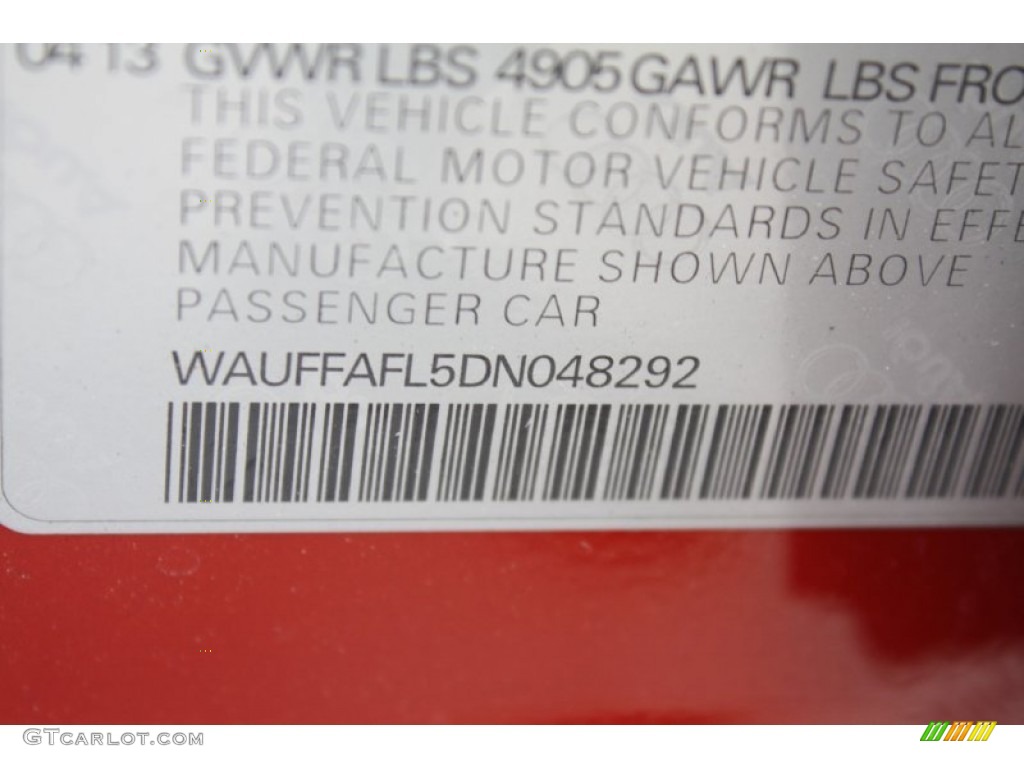 04 13 GVWR LBS 4905 GAWR LBS FRO
THIS VEHICLE CONFORMS TO AL
FEDERAL MOTOR VEHICLE SAFET
PREVENTION STANDARDS IN EFFE
MANUFACTURE SHOWN ABOVE
PASSENGER CAR
WAUFFAFL5DN048292
GTCARLOT.COM